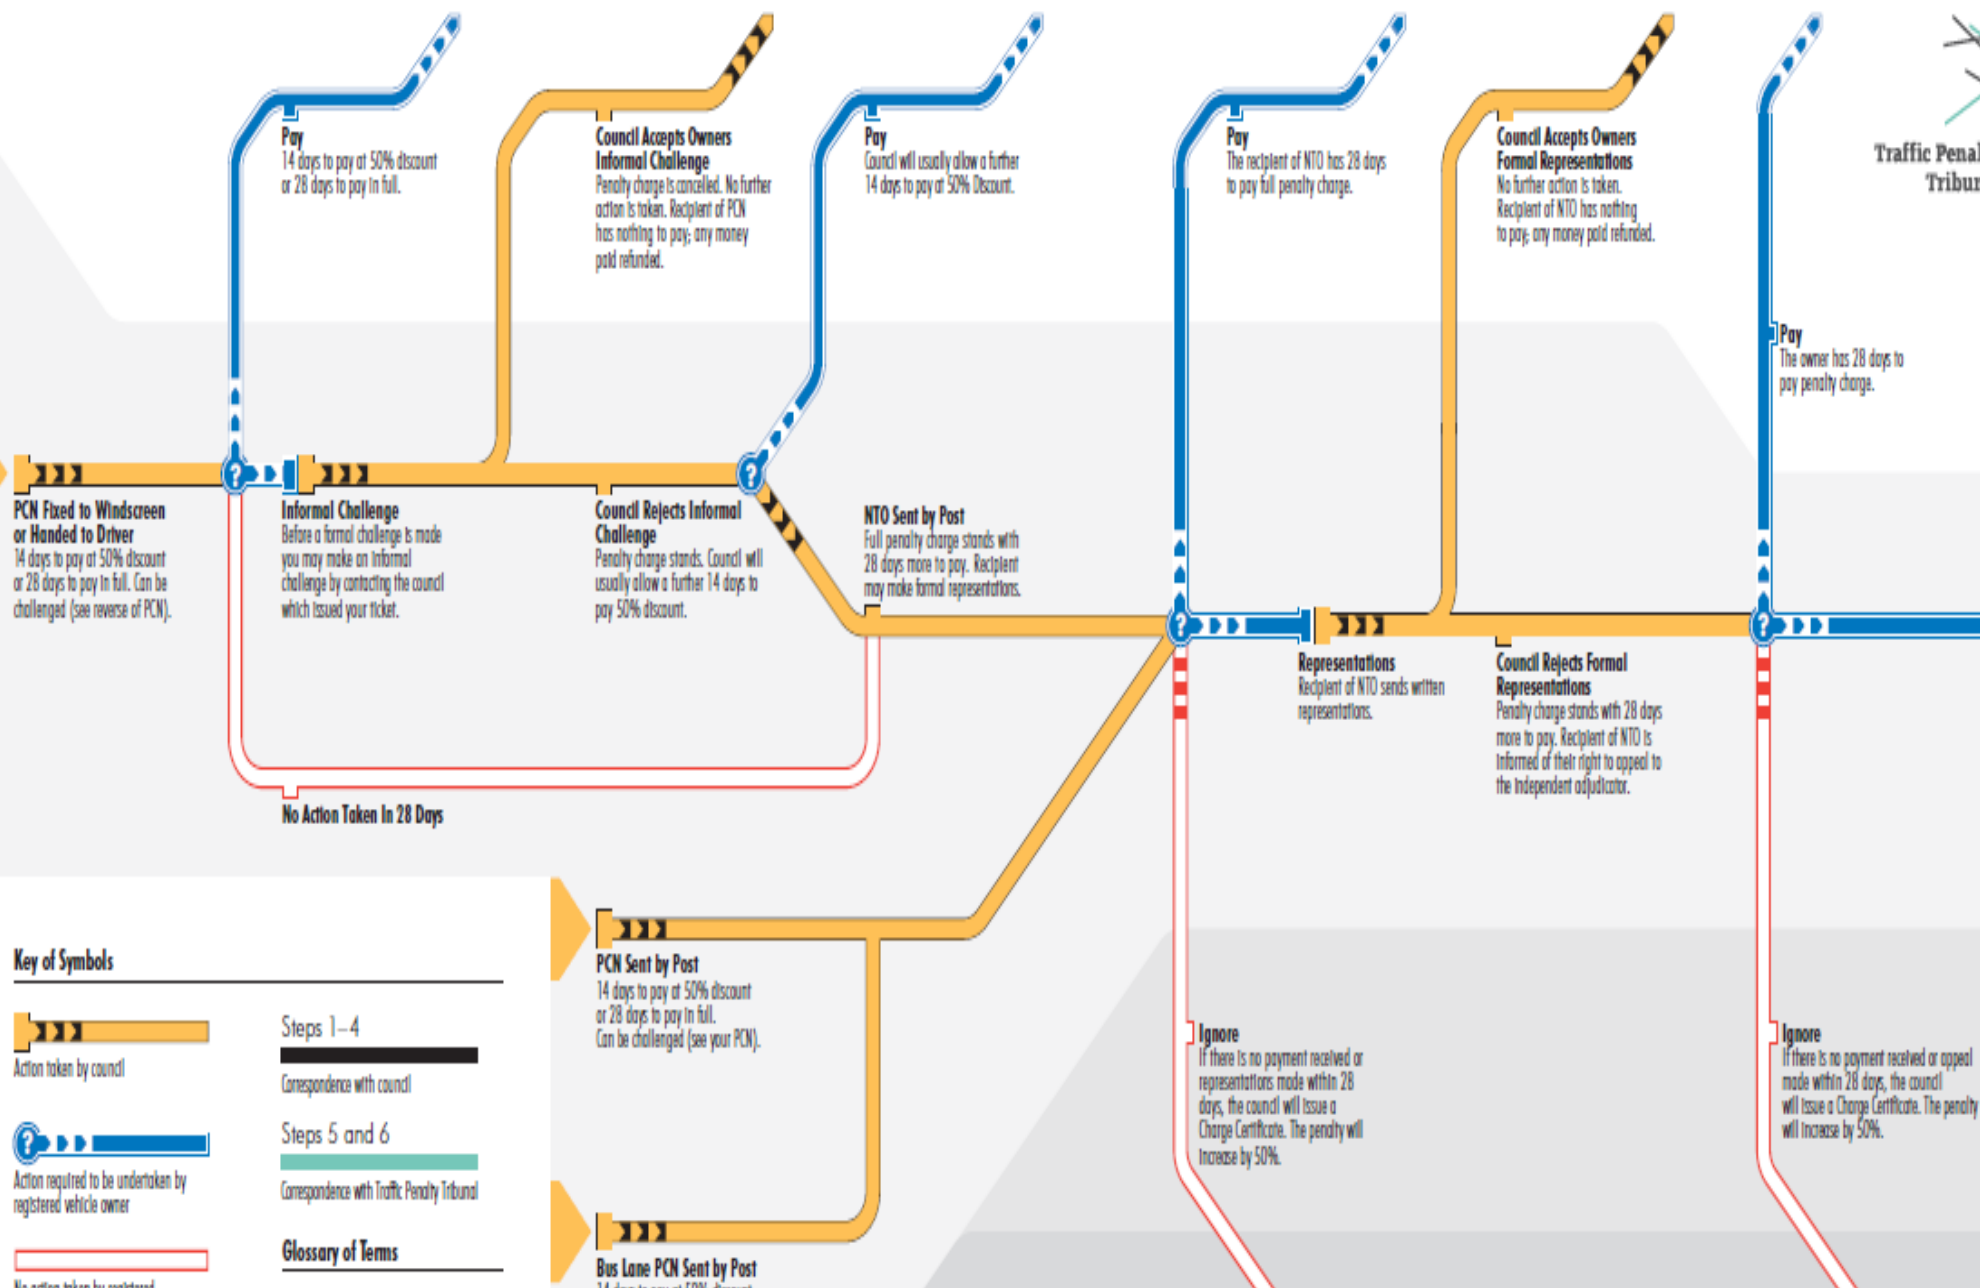 Pay
14 days to pay at 50% discount
or 28 days to pay in full.
Council Accepts Owners
Informal Challenge
Penalty charge is cancelled. No further
action is taken. Recipient of PCN
has nothing to pay; any money
paid refunded.
Pay
Council will usually allow a further
14 days to pay at 50% Discount.
Pay
The recipient of NTO has 28 days
to pay full penalty charge.
Council Accepts Owners
Formal Representations
No further action is taken.
Recipient of NTO has nothing
to pay; any money paid refunded.
Traffic Penal
Tribu
Pay
The owner has 28 days to
pay penalty charge.
PCN Fixed to Windscreen
or Handed to Driver
14 days to pay at 50% discount
or 28 days to pay in full. Can be
challenged (see reverse of PCN).
?
Informal Challenge
Before a formal challenge is made
you may make an informal
challenge by contacting the council
which issued your ticket.
Council Rejects Informal
Challenge
Penalty charge stands. Council will
usually allow a further 14 days to
pay 50% discount.
?
NTO Sent by Post
Full penalty charge stands with
28 days more to pay. Recipient
may make formal representations.
?
Representations
Recipient of NTO sends written
representations.
Council Rejects Formal
Representations
Penalty charge stands with 28 days
more to pay. Recipient of NTO is
informed of their right to appeal to
the independent adjudicator.
?
No Action Taken In 28 Days
PCN Sent by Post
14 days to pay at 50% discount
or 28 days to pay in full.
Can be challenged (see your PCN).
Ignore
If there is no payment received or
representations made within 28
days, the council will issue a
Charge Certificate. The penalty will
increase by 50%.
Ignore
If there is no payment received or appeal
made within 28 days, the council
will issue a Charge Certificate. The penalty
will increase by 50%.
Key of Symbols
Action taken by council
?
Action required to be undertaken by
registered vehicle owner
No action taken by registered
Steps 1–4
Correspondence with council
Steps 5 and 6
Correspondence with Traffic Penalty Tribunal
Glossary of Terms
Bus Lane PCN Sent by Post
14 days to pay at 50% discount